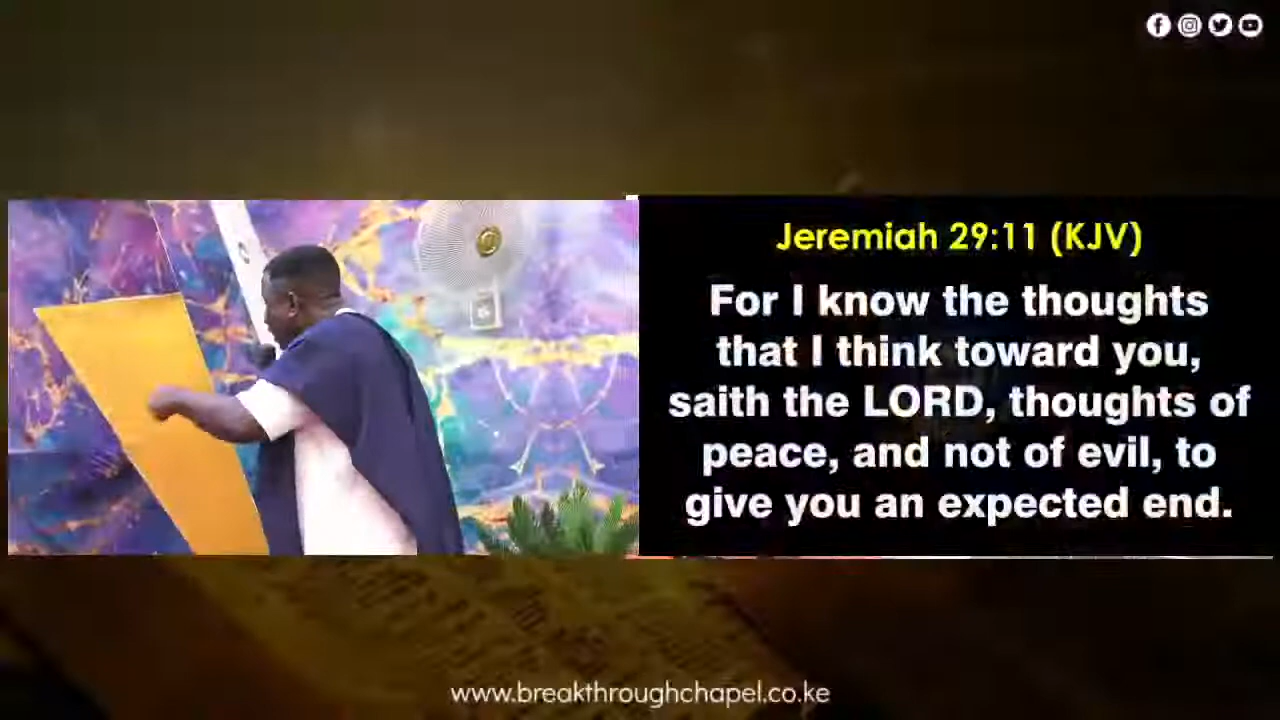 Jeremiah 29:11 (KJV)
For I know the thoughts
that I think toward you,
saith the LORD, thoughts of
peace, and not of evil, to
give you an expected end.
www.breakthroughchapel.co.ke